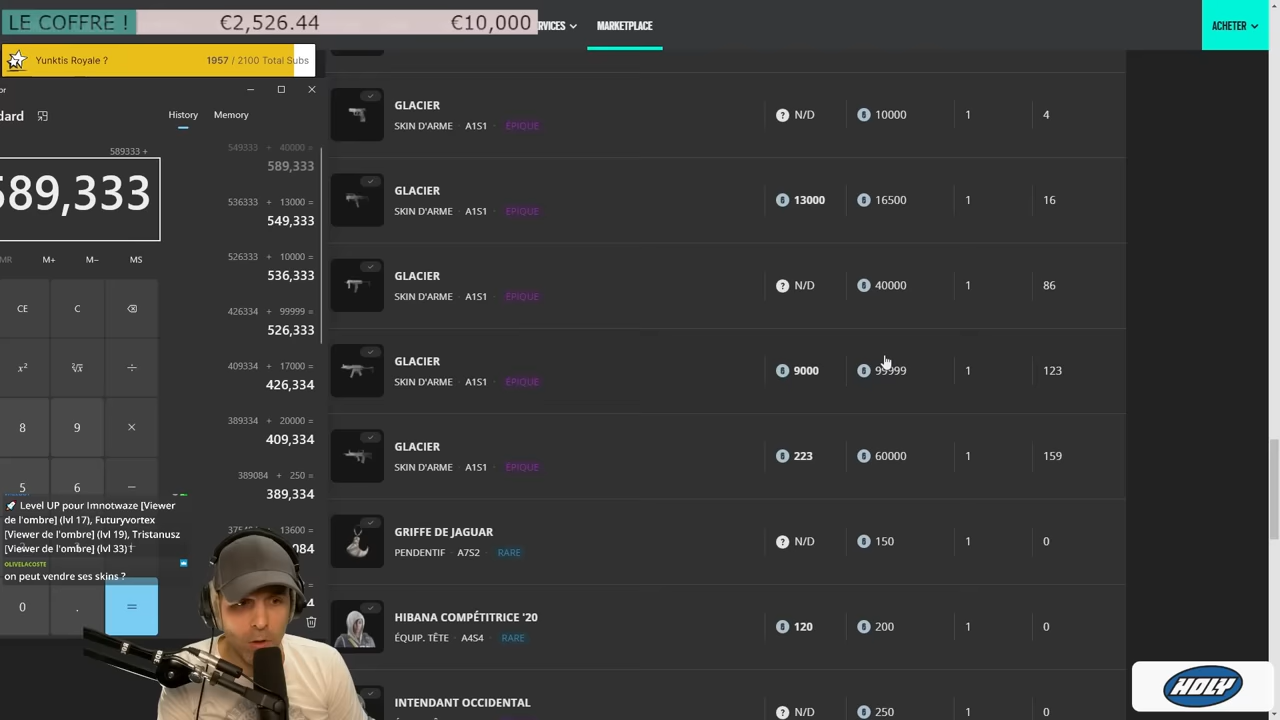 LE COFFRE ! €2,526.44 €10,000
RVICES
MARKETPLACE
ACHETER
Yunktis Royale ? 1957 / 2100 Total Subs
or
dard
History
Memory
589333 +
589,333
MR M+ M− MS
CE C
8 9 ×
5 6 −
0 . =
549333 + 40000 =
589,333
536333 + 13000 =
549,333
526333 + 10000 =
536,333
426334 + 99999 =
526,333
409334 + 17000 =
426,334
389334 + 20000 =
409,334
389084 + 250 =
389,334
GLACIER
SKIN D'ARME · A1S1 · ÉPIQUE
N/D 10000 1 4
GLACIER
SKIN D'ARME · A1S1 · ÉPIQUE
13000 16500 1 16
GLACIER
SKIN D'ARME · A1S1 · ÉPIQUE
N/D 40000 1 86
GLACIER
SKIN D'ARME · A1S1 · ÉPIQUE
9000 99999 1 123
GLACIER
SKIN D'ARME · A1S1 · ÉPIQUE
223 60000 1 159
GRIFFE DE JAGUAR
PENDENTIF · A7S2 · RARE
N/D 150 1 0
HIBANA COMPÉTITRICE '20
ÉQUIP. TÊTE · A4S4 · RARE
120 200 1 0
INTENDANT OCCIDENTAL
N/D 250 1 0
Level UP pour Imnotwaze [Viewer
de l'ombre] (lvl 17), Futuryvortex
[Viewer de l'ombre] (lvl 19), Tristanusz
[Viewer de l'ombre] (lvl 33) !
OLIVELACOSTE
on peut vendre ses skins ?
HOLY